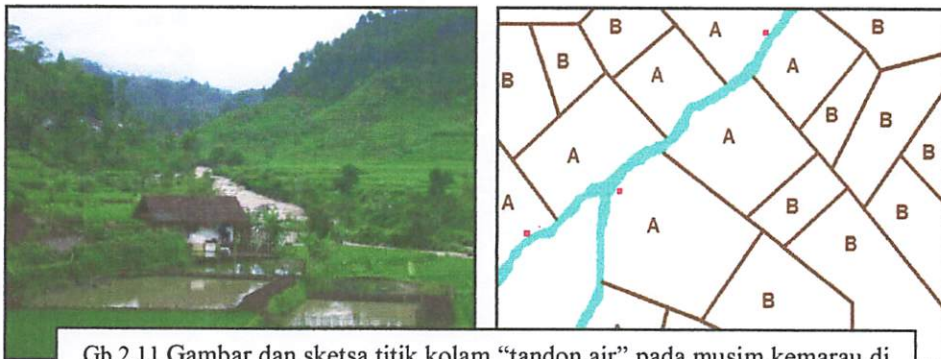 B A B
B B A A
B B
A A B
A B B
A B
B
Gb 2.11 Gambar dan sketsa titik kolam “tandon air” pada musim kemarau di